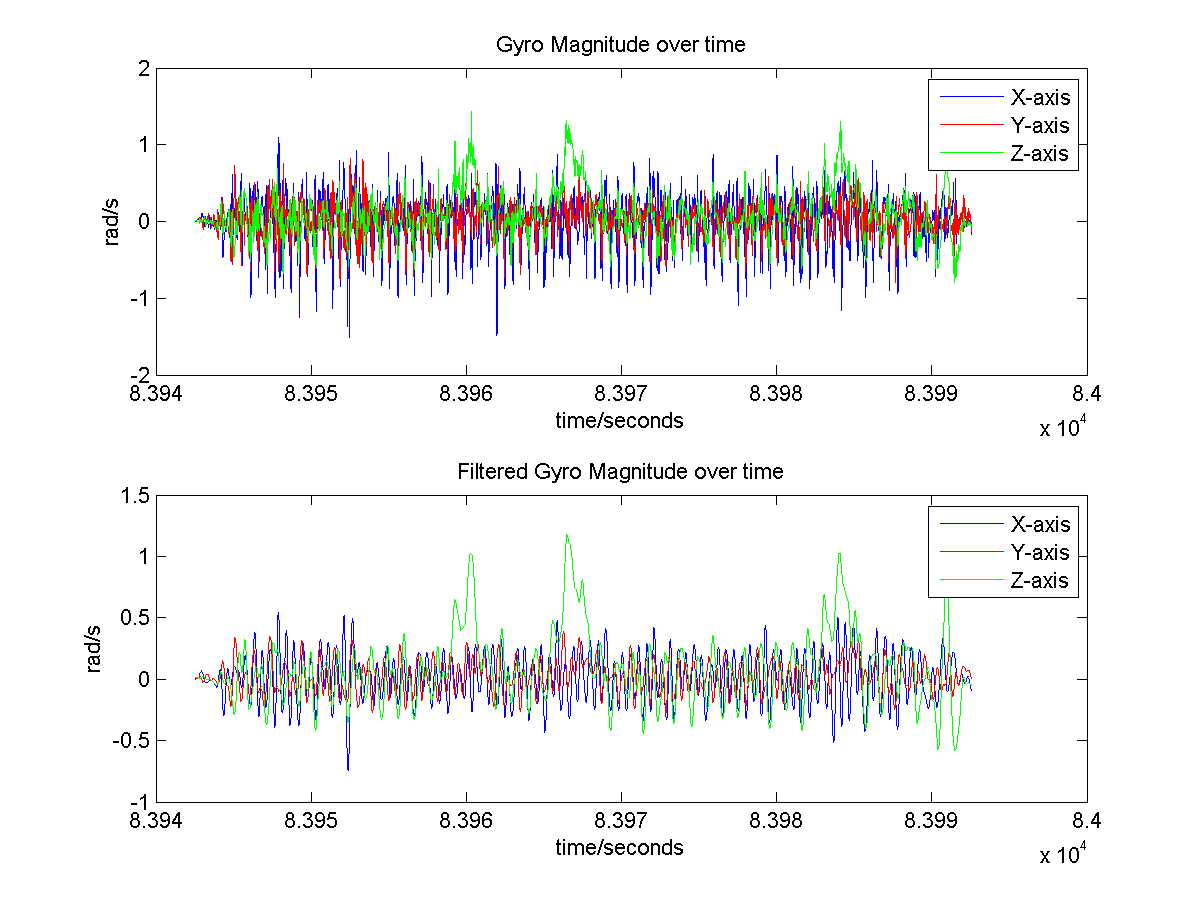 Gyro Magnitude over time
2
1
0
-1
-2
rad/s
X-axis
Y-axis
Z-axis
8.394 8.395 8.396 8.397 8.398 8.399 8.4
time/seconds
x 10^4
Filtered Gyro Magnitude over time
1.5
1
0.5
0
-0.5
-1
rad/s
X-axis
Y-axis
Z-axis
8.394 8.395 8.396 8.397 8.398 8.399 8.4
time/seconds
x 10^4